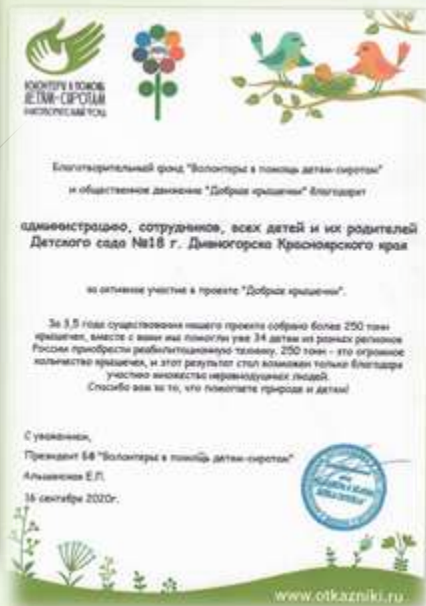 ВОЛОНТЕРЫ В ПОМОЩЬ
ДЕТЯМ-СИРОТАМ
БЛАГОТВОРИТЕЛЬНЫЙ ФОНД
Благотворительный фонд "Волонтеры в помощь детям-сиротам"
и общественное движение "Добрые крышечки" благодарит
администрацию, сотрудников, всех детей и их родителей
Детского сада №18 г. Дивногорска Красноярского края
за активное участие в проекте "Добрые крышечки".
За 3,5 года существования нашего проекта собрано более 250 тонн
крышечек, вместе с вами мы помогли уже 34 детям из разных регионов
России приобрести реабилитационную технику. 250 тонн - это огромное
количество крышечек, и этот результат стал возможен только благодаря
участию множества неравнодушных людей.
Спасибо вам за то, что помогаете природе и детям!
С уважением,
Президент БФ "Волонтеры в помощь детям-сиротам"
Альшанская Е.Л.
16 сентября 2020г.
www.otkazniki.ru